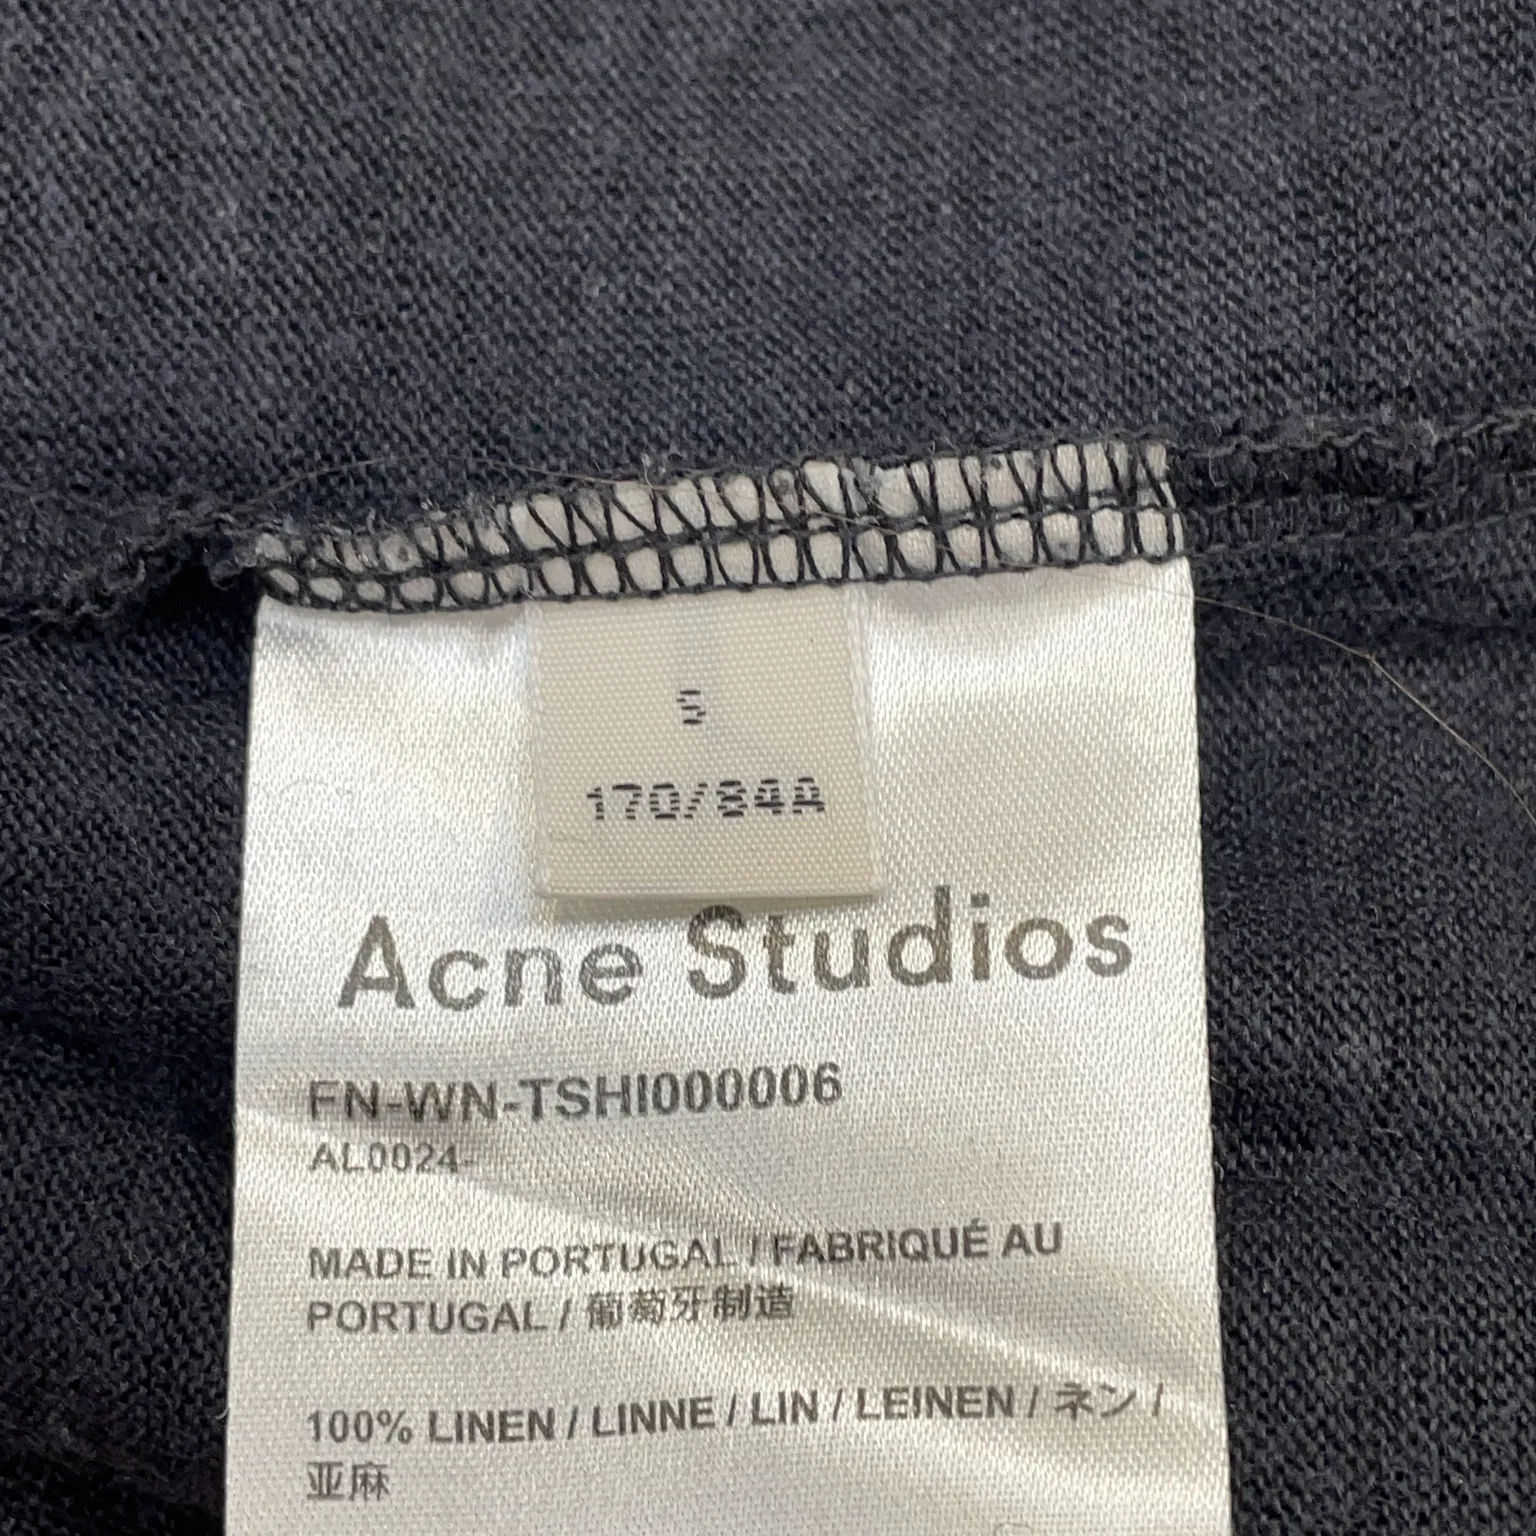 S
170/84A
Acne Studios
FN-WN-TSHI000006
AL0024-
MADE IN PORTUGAL / FABRIQUÉ AU
PORTUGAL / 葡萄牙制造
100% LINEN / LINNE / LIN / LEINEN / ネン /
亚麻